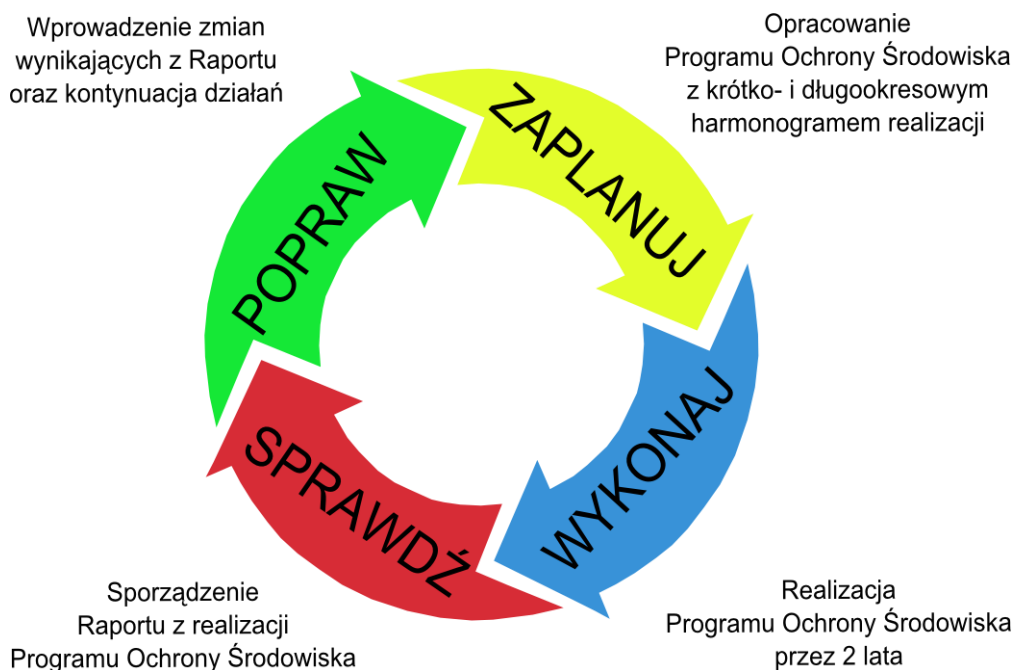 Wprowadzenie zmian
wynikających z Raportu
oraz kontynuacja działań
Opracowanie
Programu Ochrony Środowiska
z krótko- i długookresowym
harmonogramem realizacji
POPRAW
ZAPLANUJ
SPRAWDŹ
WYKONAJ
Sporządzenie
Raportu z realizacji
Programu Ochrony Środowiska
Realizacja
Programu Ochrony Środowiska
przez 2 lata